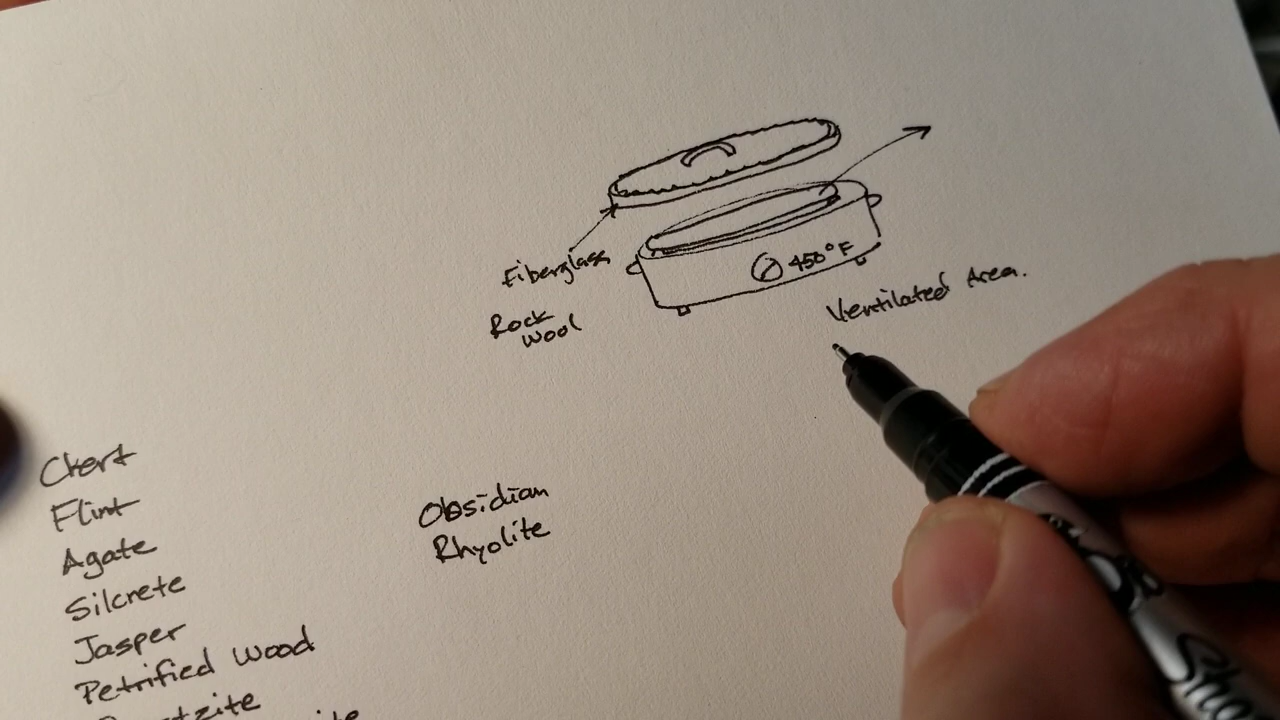 Fiberglass
Rock
Wool
450°F
Ventilated Area.
Chert
Flint
Agate
Silcrete
Jasper
Petrified Wood
Obsidian
Rhyolite